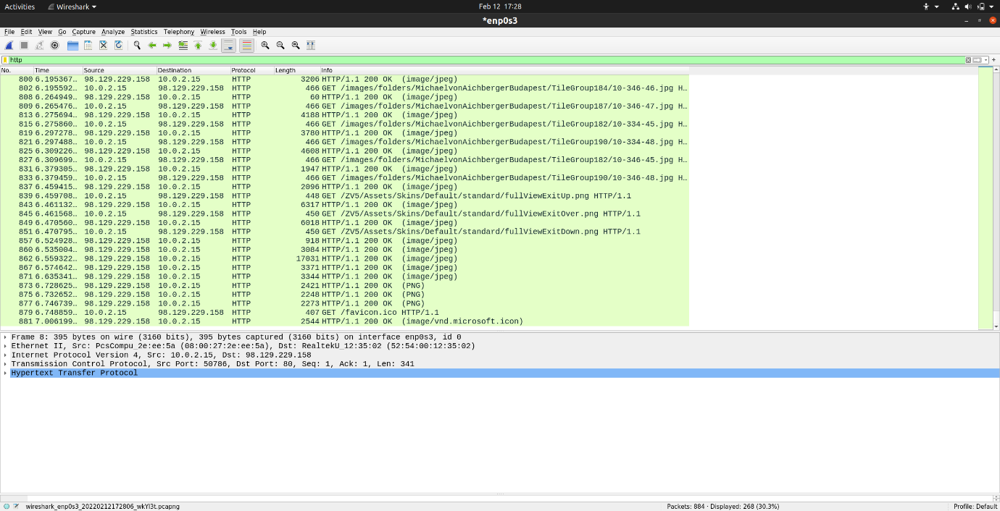 Activities Wireshark Feb 12 17:28
*enp0s3
File Edit View Go Capture Analyze Statistics Telephony Wireless Tools Help
http
No. Time Source Destination Protocol Length Info
800 6.195367… 98.129.229.158 10.0.2.15 HTTP 3206 HTTP/1.1 200 OK (image/jpeg)
802 6.195592… 10.0.2.15 98.129.229.158 HTTP 466 GET /images/folders/MichaelvonAichbergerBudapest/TileGroup184/10-346-46.jpg H…
808 6.264949… 98.129.229.158 10.0.2.15 HTTP 60 HTTP/1.1 200 OK (image/jpeg)
809 6.265476… 10.0.2.15 98.129.229.158 HTTP 466 GET /images/folders/MichaelvonAichbergerBudapest/TileGroup187/10-346-47.jpg H…
813 6.275694… 98.129.229.158 10.0.2.15 HTTP 4188 HTTP/1.1 200 OK (image/jpeg)
815 6.275860… 10.0.2.15 98.129.229.158 HTTP 466 GET /images/folders/MichaelvonAichbergerBudapest/TileGroup182/10-334-45.jpg H…
819 6.297278… 98.129.229.158 10.0.2.15 HTTP 3780 HTTP/1.1 200 OK (image/jpeg)
821 6.297488… 10.0.2.15 98.129.229.158 HTTP 466 GET /images/folders/MichaelvonAichbergerBudapest/TileGroup190/10-334-48.jpg H…
825 6.309226… 98.129.229.158 10.0.2.15 HTTP 4608 HTTP/1.1 200 OK (image/jpeg)
827 6.309699… 10.0.2.15 98.129.229.158 HTTP 466 GET /images/folders/MichaelvonAichbergerBudapest/TileGroup182/10-346-45.jpg H…
831 6.379305… 98.129.229.158 10.0.2.15 HTTP 1947 HTTP/1.1 200 OK (image/jpeg)
833 6.379459… 10.0.2.15 98.129.229.158 HTTP 466 GET /images/folders/MichaelvonAichbergerBudapest/TileGroup190/10-346-48.jpg H…
837 6.459415… 98.129.229.158 10.0.2.15 HTTP 2096 HTTP/1.1 200 OK (image/jpeg)
839 6.459708… 10.0.2.15 98.129.229.158 HTTP 448 GET /ZV5/Assets/Skins/Default/standard/fullViewExitUp.png HTTP/1.1
843 6.461132… 98.129.229.158 10.0.2.15 HTTP 6317 HTTP/1.1 200 OK (image/jpeg)
845 6.461568… 10.0.2.15 98.129.229.158 HTTP 450 GET /ZV5/Assets/Skins/Default/standard/fullViewExitOver.png HTTP/1.1
849 6.470560… 98.129.229.158 10.0.2.15 HTTP 6018 HTTP/1.1 200 OK (image/jpeg)
851 6.470795… 10.0.2.15 98.129.229.158 HTTP 450 GET /ZV5/Assets/Skins/Default/standard/fullViewExitDown.png HTTP/1.1
857 6.524928… 98.129.229.158 10.0.2.15 HTTP 918 HTTP/1.1 200 OK (image/jpeg)
860 6.535004… 98.129.229.158 10.0.2.15 HTTP 3084 HTTP/1.1 200 OK (image/jpeg)
862 6.559322… 98.129.229.158 10.0.2.15 HTTP 17031 HTTP/1.1 200 OK (image/jpeg)
867 6.574642… 98.129.229.158 10.0.2.15 HTTP 3371 HTTP/1.1 200 OK (image/jpeg)
871 6.635341… 98.129.229.158 10.0.2.15 HTTP 3344 HTTP/1.1 200 OK (image/jpeg)
873 6.728625… 98.129.229.158 10.0.2.15 HTTP 2421 HTTP/1.1 200 OK (PNG)
875 6.732652… 98.129.229.158 10.0.2.15 HTTP 2248 HTTP/1.1 200 OK (PNG)
877 6.746739… 98.129.229.158 10.0.2.15 HTTP 2273 HTTP/1.1 200 OK (PNG)
879 6.748859… 10.0.2.15 98.129.229.158 HTTP 407 GET /favicon.ico HTTP/1.1
881 7.006199… 98.129.229.158 10.0.2.15 HTTP 2544 HTTP/1.1 200 OK (image/vnd.microsoft.icon)
Frame 8: 395 bytes on wire (3160 bits), 395 bytes captured (3160 bits) on interface enp0s3, id 0
Ethernet II, Src: PcsCompu_2e:ee:5a (08:00:27:2e:ee:5a), Dst: RealtekU_12:35:02 (52:54:00:12:35:02)
Internet Protocol Version 4, Src: 10.0.2.15, Dst: 98.129.229.158
Transmission Control Protocol, Src Port: 50786, Dst Port: 80, Seq: 1, Ack: 1, Len: 341
Hypertext Transfer Protocol
wireshark_enp0s3_20220212172806_wkYl3t.pcapng Packets: 884 · Displayed: 268 (30.3%) Profile: Default